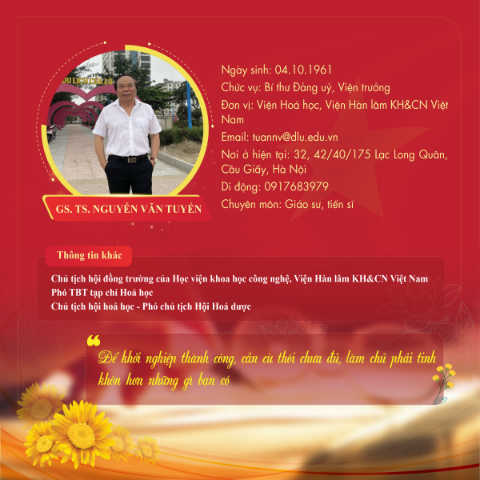 Ngày sinh: 04.10.1961
Chức vụ: Bí thư Đảng uỷ, Viện trưởng
Đơn vị: Viện Hoá học, Viện Hàn lâm KH&CN Việt
Nam
Email: tuannv@dlu.edu.vn
Nơi ở hiện tại: 32, 42/40/175 Lạc Long Quân,
Cầu Giấy, Hà Nội
Di động: 0917683979
Chuyên môn: Giáo sư, tiến sĩ
GS. TS. NGUYỄN VĂN TUYẾN
Thông tin khác
Chủ tịch hội đồng trường của Học viện khoa học công nghệ, Viện Hàn lâm KH&CN Việt Nam
Phó TBT tạp chí Hoá học
Chủ tịch hội hoá học - Phó chủ tịch Hội Hoá dược
“
Để khởi nghiệp thành công, cần cù thôi chưa đủ, làm chủ phải tinh
khôn hơn những gì bạn có
”